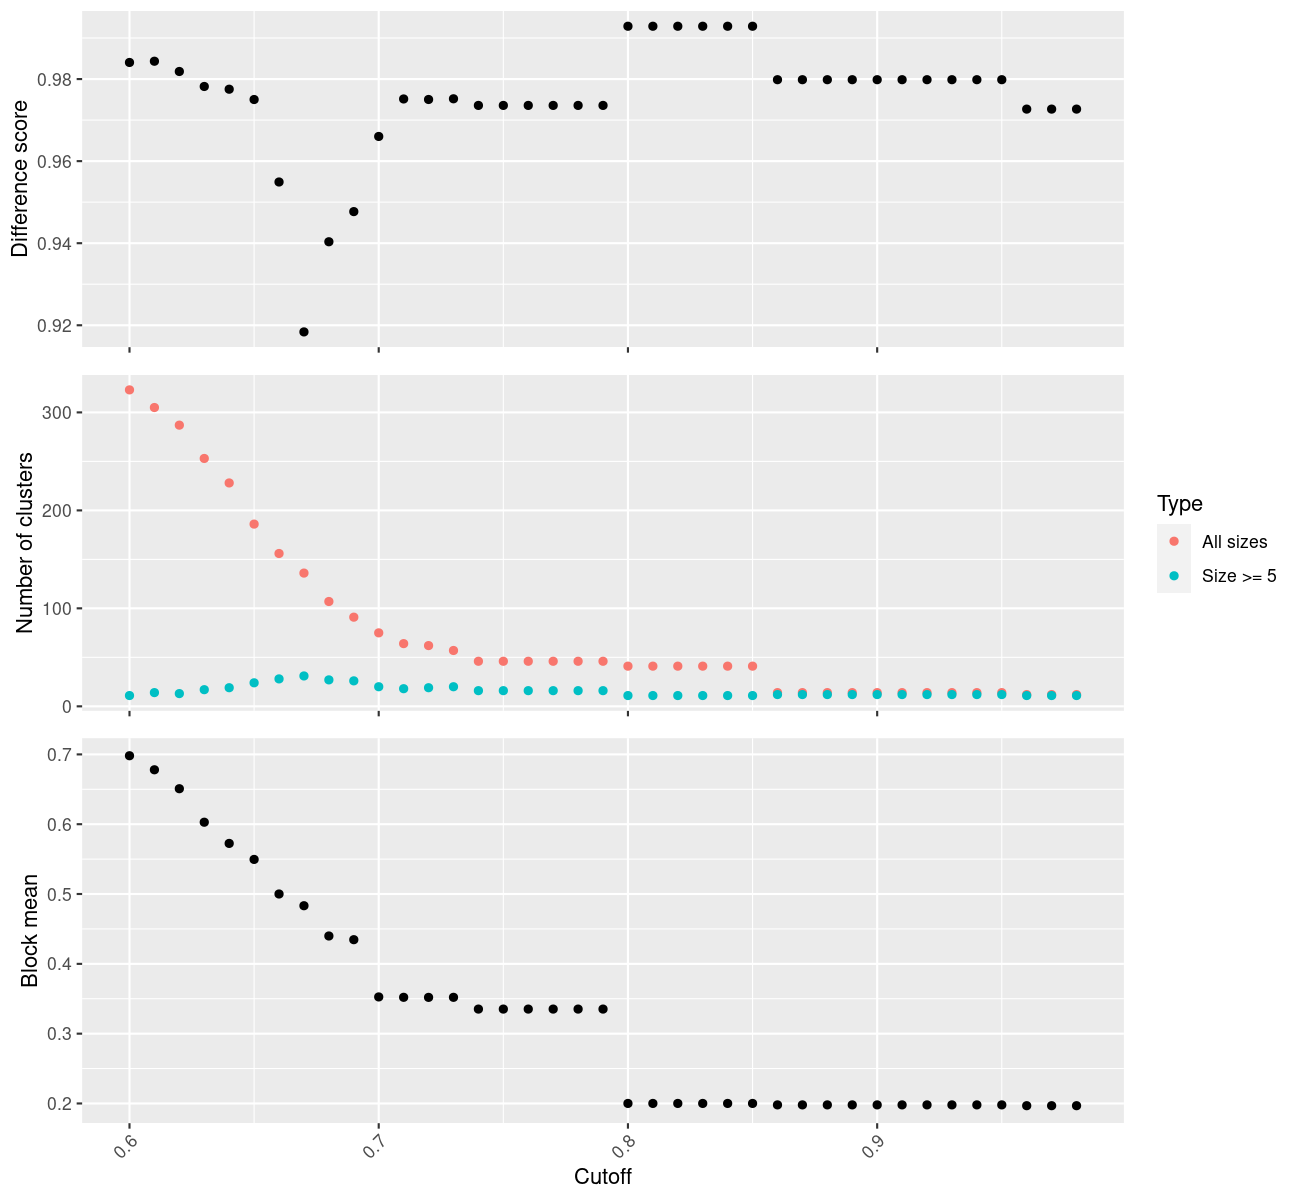 Difference score
0.98
0.96
0.94
0.92
Number of clusters
300
200
100
0
Type
All sizes
Size >= 5
Block mean
0.7
0.6
0.5
0.4
0.3
0.2
0.6 0.7 0.8 0.9
Cutoff